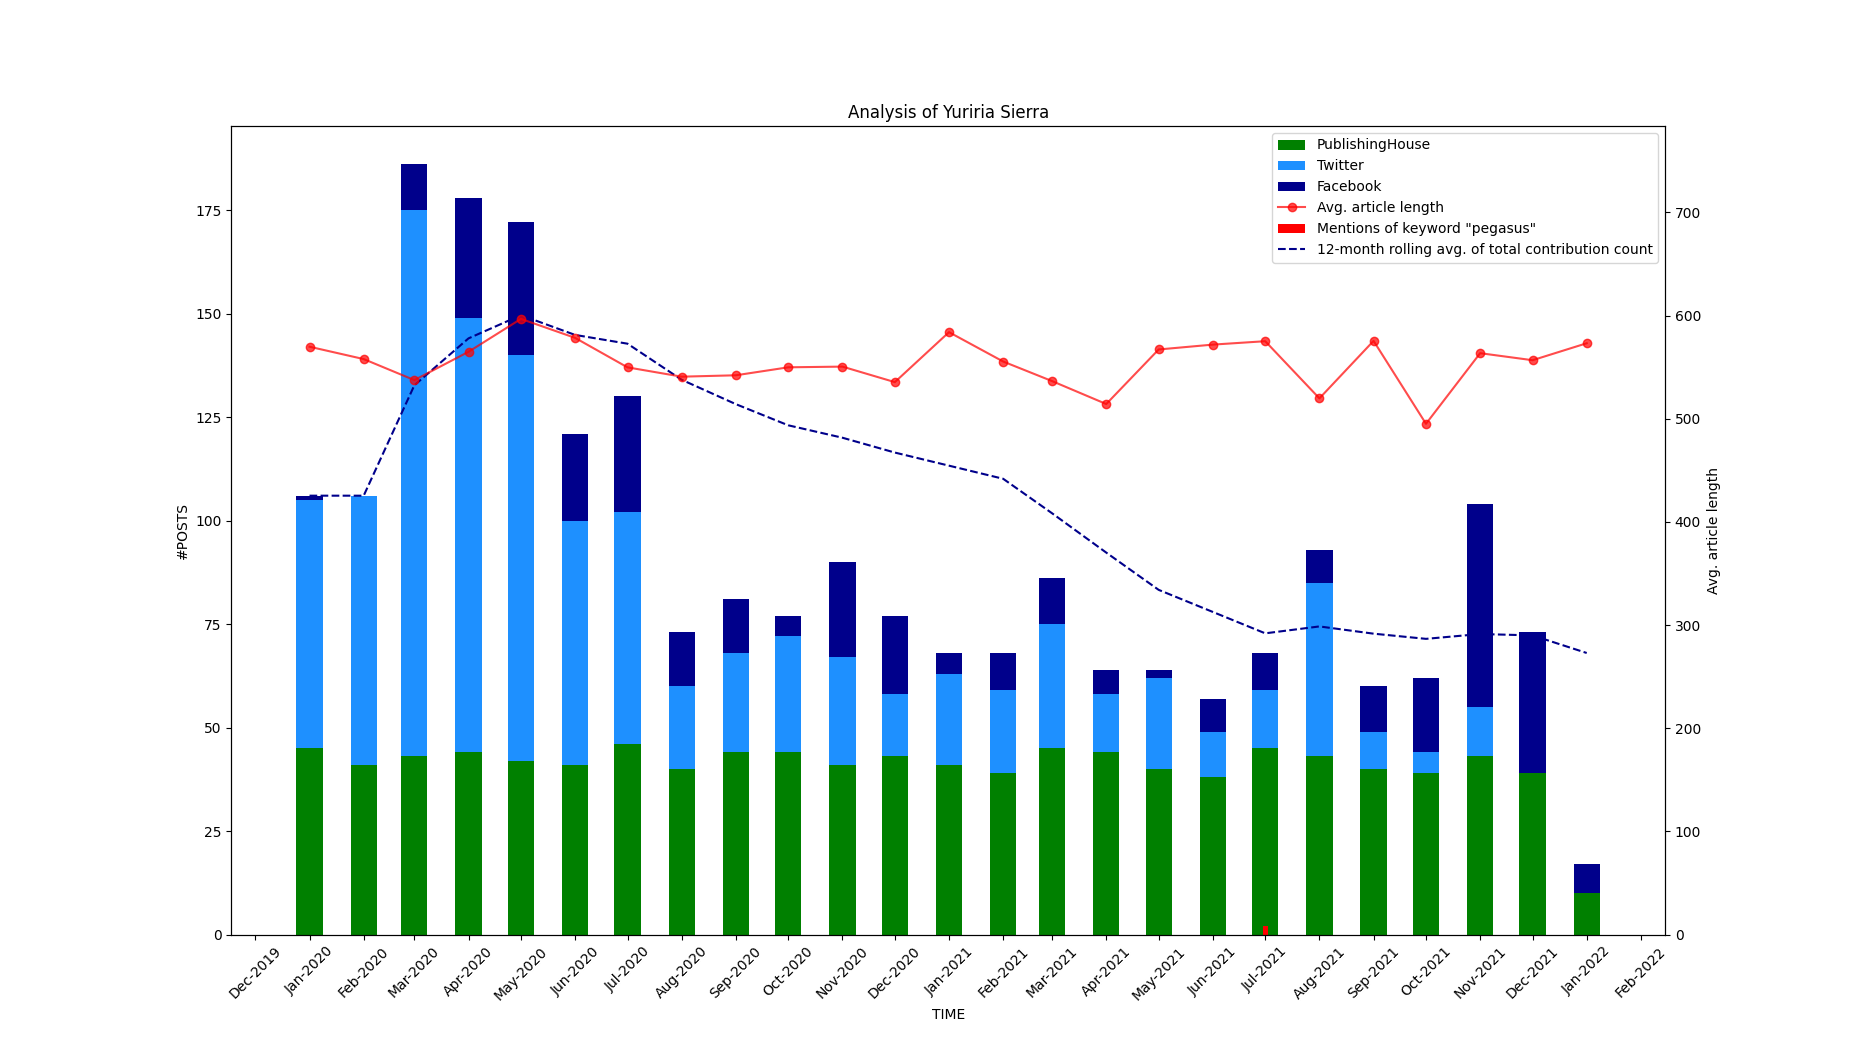 Analysis of Yuriria Sierra
PublishingHouse
Twitter
Facebook
Avg. article length
Mentions of keyword "pegasus"
12-month rolling avg. of total contribution count
#POSTS
175
150
125
100
75
50
25
0
700
600
500
400
300
200
100
0
Avg. article length
Dec-2019
Jan-2020
Feb-2020
Mar-2020
Apr-2020
May-2020
Jun-2020
Jul-2020
Aug-2020
Sep-2020
Oct-2020
Nov-2020
Dec-2020
Jan-2021
Feb-2021
Mar-2021
Apr-2021
May-2021
Jun-2021
Jul-2021
Aug-2021
Sep-2021
Oct-2021
Nov-2021
Dec-2021
Jan-2022
Feb-2022
TIME